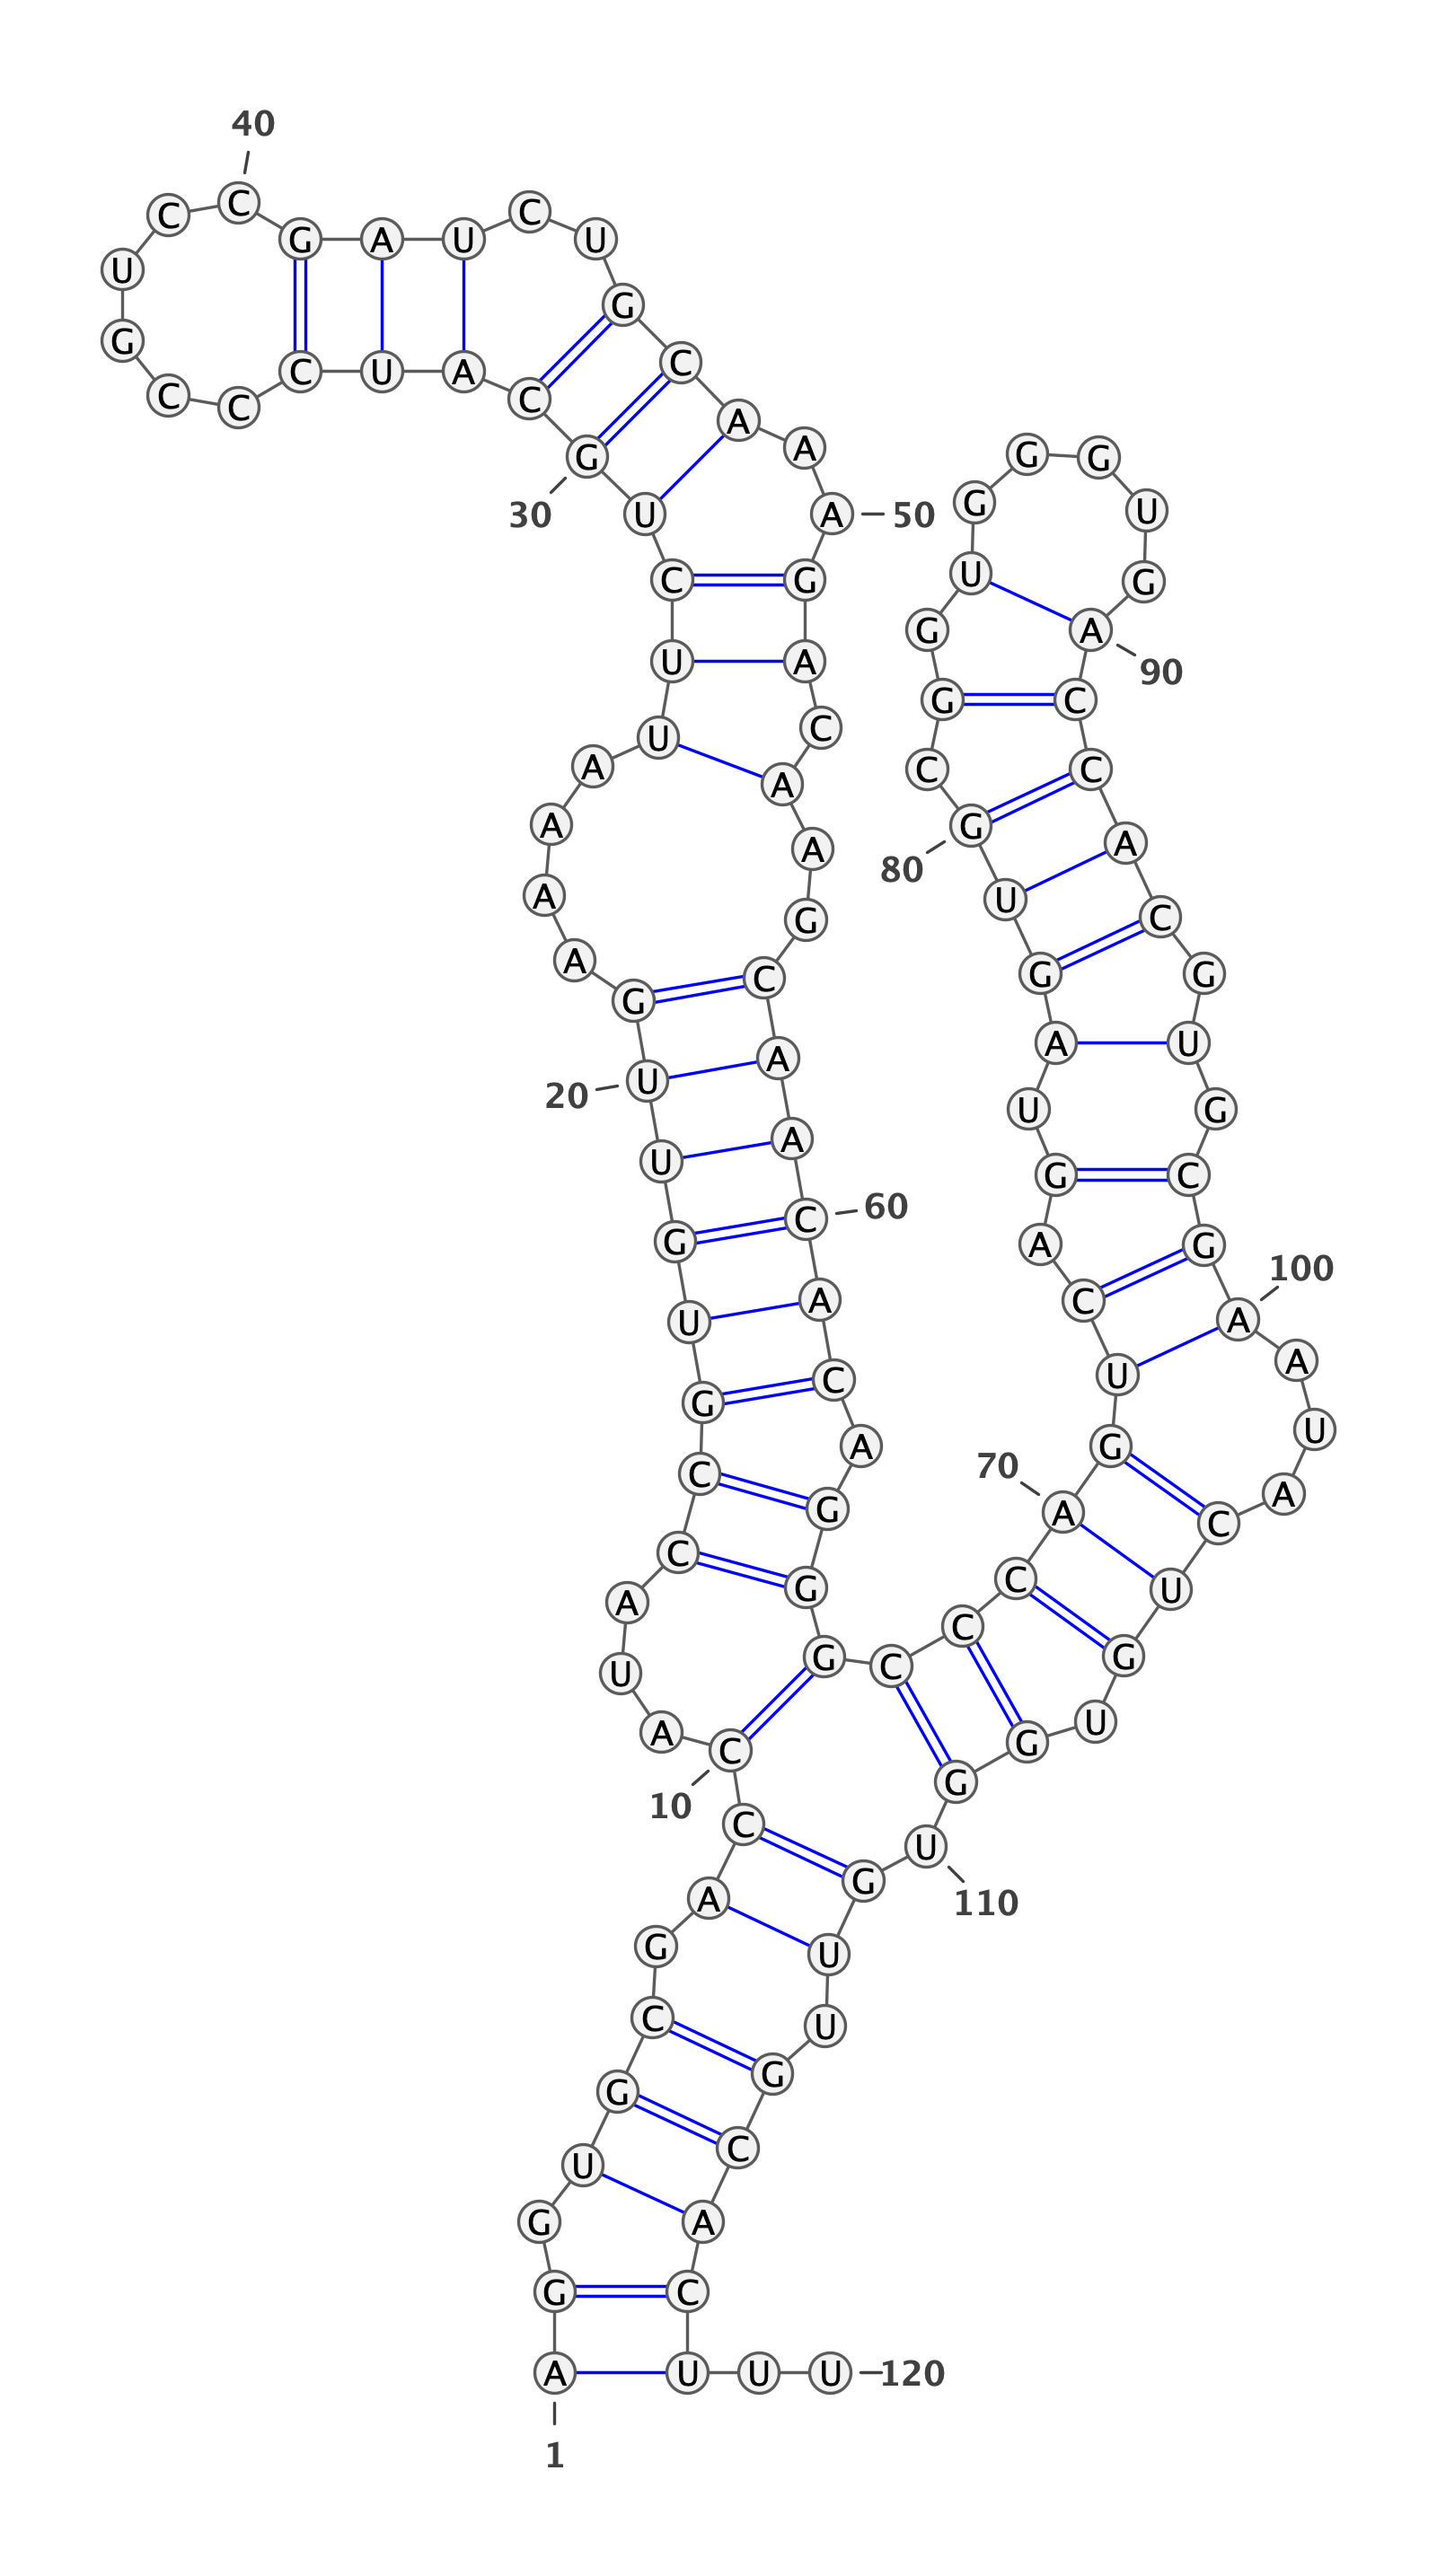 40
C C C
G A U U
U G
G C
C U A
C C C A
G A G G
30 U A 50 G U
C G U G
G A
U A 90
G C
U C
A A C C
A G
A 80 A
A U
G C
A C G G
G
A A U
20 U
A U G
U G C
G C 60 A G
100
U A C A
C U A
G
A G U
C 70
G A C A
C
G C U
A C
U G C G
A C G U
10 G
C U
A G 110
G U
C U
G G
U C
G A
G C
A U U U 120
1